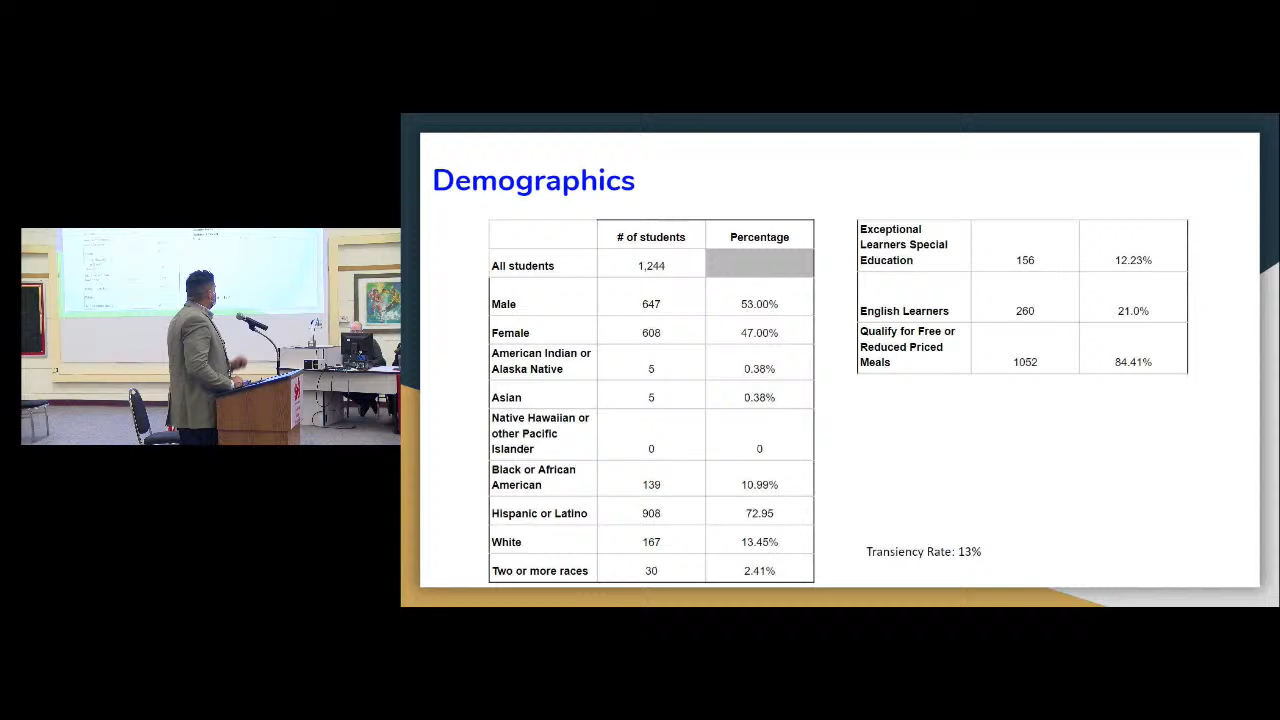 Demographics
# of students Percentage
All students 1,244
Male 647 53.00%
Female 608 47.00%
American Indian or
Alaska Native 5 0.38%
Asian 5 0.38%
Native Hawaiian or
other Pacific
Islander 0 0
Black or African
American 139 10.99%
Hispanic or Latino 908 72.95
White 167 13.45%
Two or more races 30 2.41%
Exceptional
Learners Special
Education 156 12.23%
English Learners 260 21.0%
Qualify for Free or
Reduced Priced
Meals 1052 84.41%
Transiency Rate: 13%